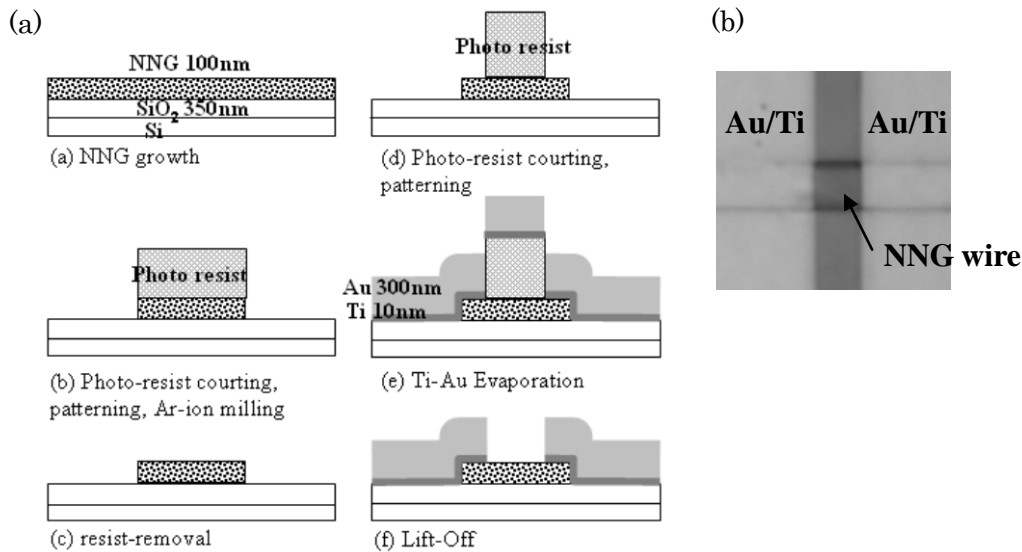 (a)
NNG 100nm
SiO2 350nm
Si
(a) NNG growth
Photo resist
(b) Photo-resist courting,
patterning, Ar-ion milling
(c) resist-removal
Photo resist
(d) Photo-resist courting,
patterning
Au 300nm
Ti 10nm
(e) Ti-Au Evaporation
(f) Lift-Off
(b)
Au/Ti
Au/Ti
NNG wire